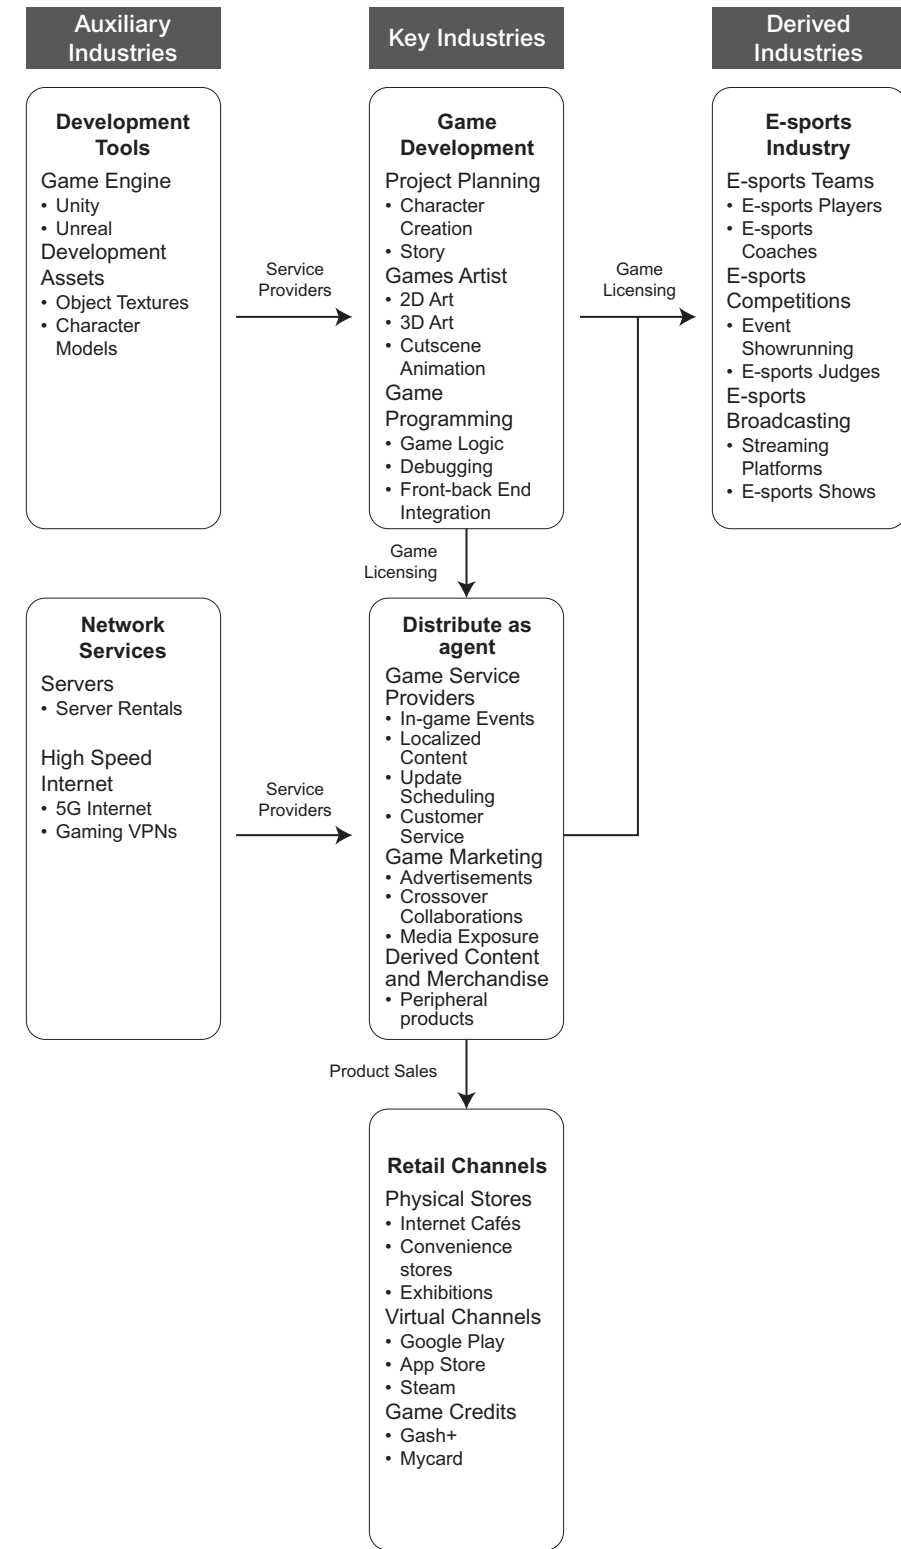 Auxiliary
Industries
Key Industries
Derived
Industries
Development
Tools
Game Engine
• Unity
• Unreal
Development
Assets
• Object Textures
• Character
Models
Service
Providers
Game
Development
Project Planning
• Character
Creation
• Story
Games Artist
• 2D Art
• 3D Art
• Cutscene
Animation
Game
Programming
• Game Logic
• Debugging
• Front-back End
Integration
Game
Licensing
E-sports
Industry
E-sports Teams
• E-sports Players
• E-sports
Coaches
E-sports
Competitions
• Event
Showrunning
• E-sports Judges
E-sports
Broadcasting
• Streaming
Platforms
• E-sports Shows
Game
Licensing
Network
Services
Servers
• Server Rentals
High Speed
Internet
• 5G Internet
• Gaming VPNs
Service
Providers
Distribute as
agent
Game Service
Providers
• In-game Events
• Localized
Content
• Update
Scheduling
• Customer
Service
Game Marketing
• Advertisements
• Crossover
Collaborations
• Media Exposure
Derived Content
and Merchandise
• Peripheral
products
Product Sales
Retail Channels
Physical Stores
• Internet Cafés
• Convenience
stores
• Exhibitions
Virtual Channels
• Google Play
• App Store
• Steam
Game Credits
• Gash+
• Mycard